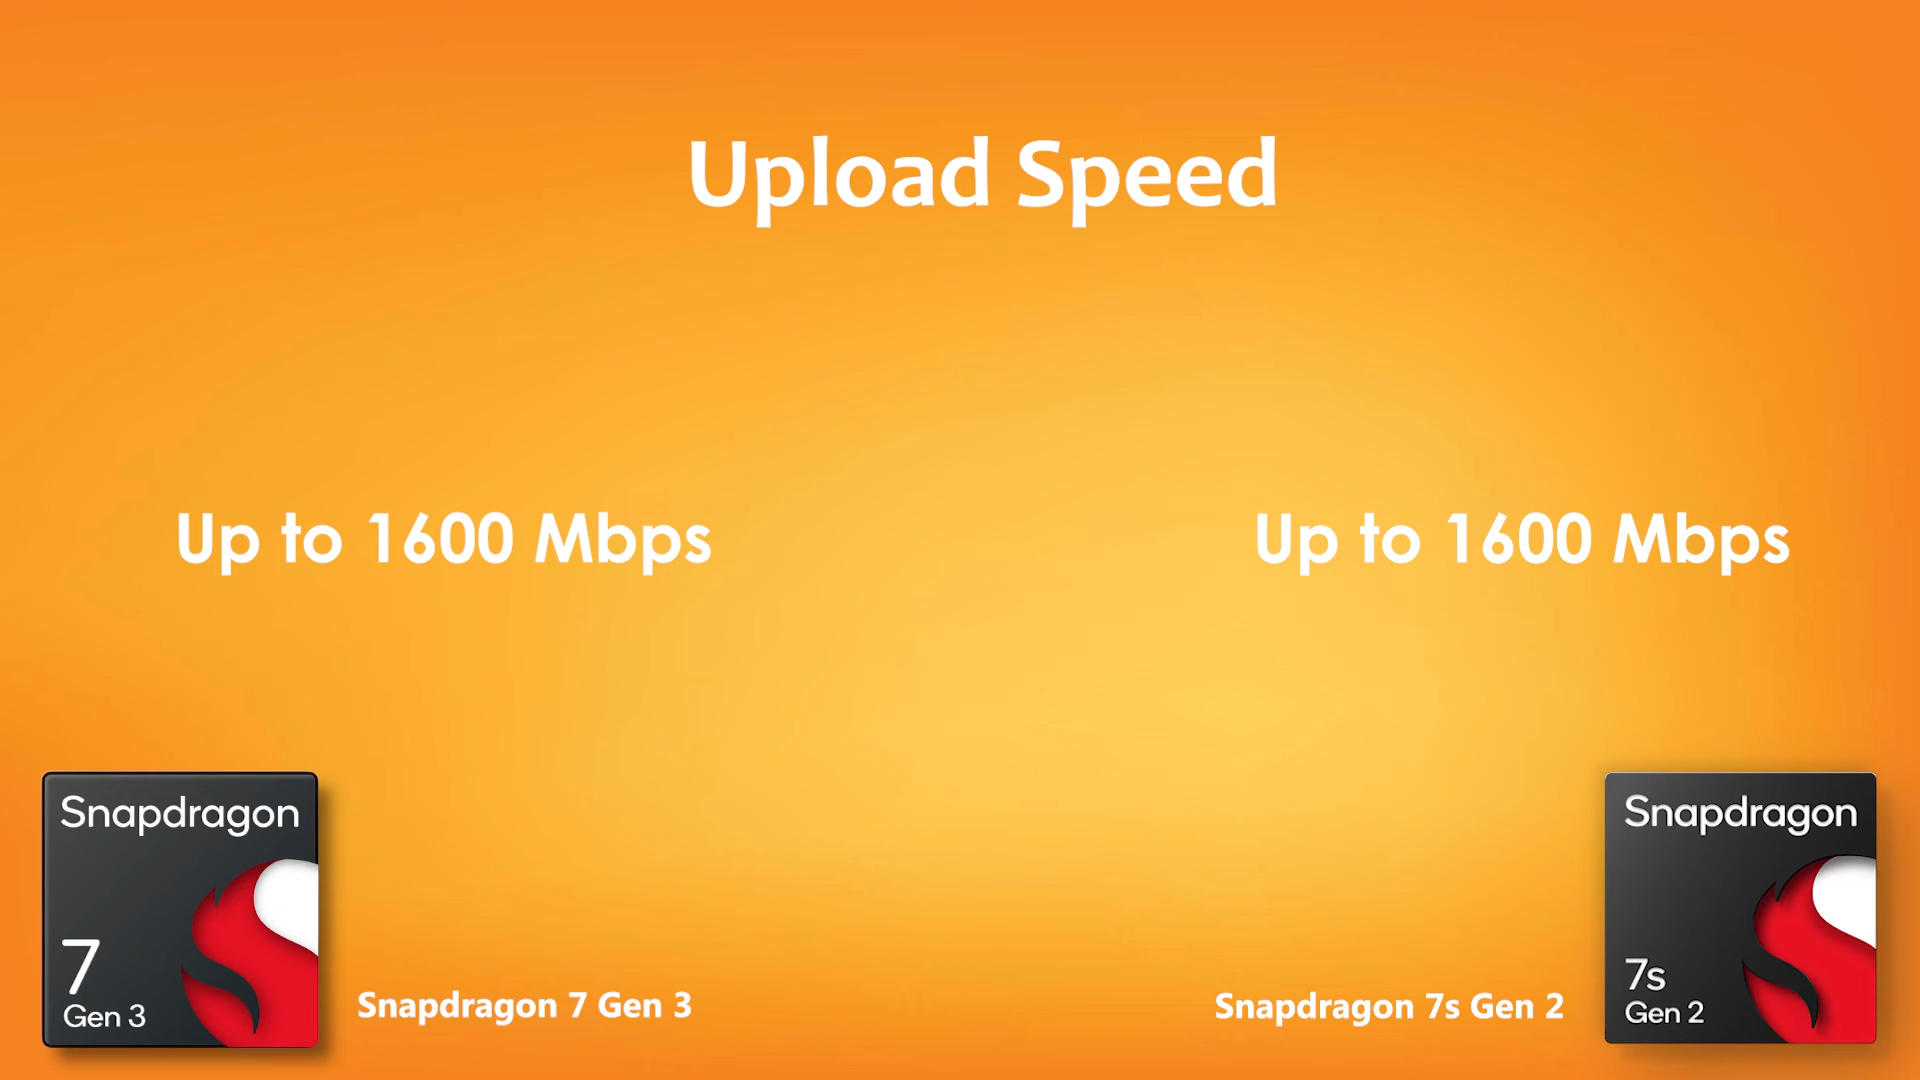 Upload Speed
Up to 1600 Mbps
Up to 1600 Mbps
Snapdragon
7
Gen 3
Snapdragon 7 Gen 3
Snapdragon 7s Gen 2
Snapdragon
7s
Gen 2